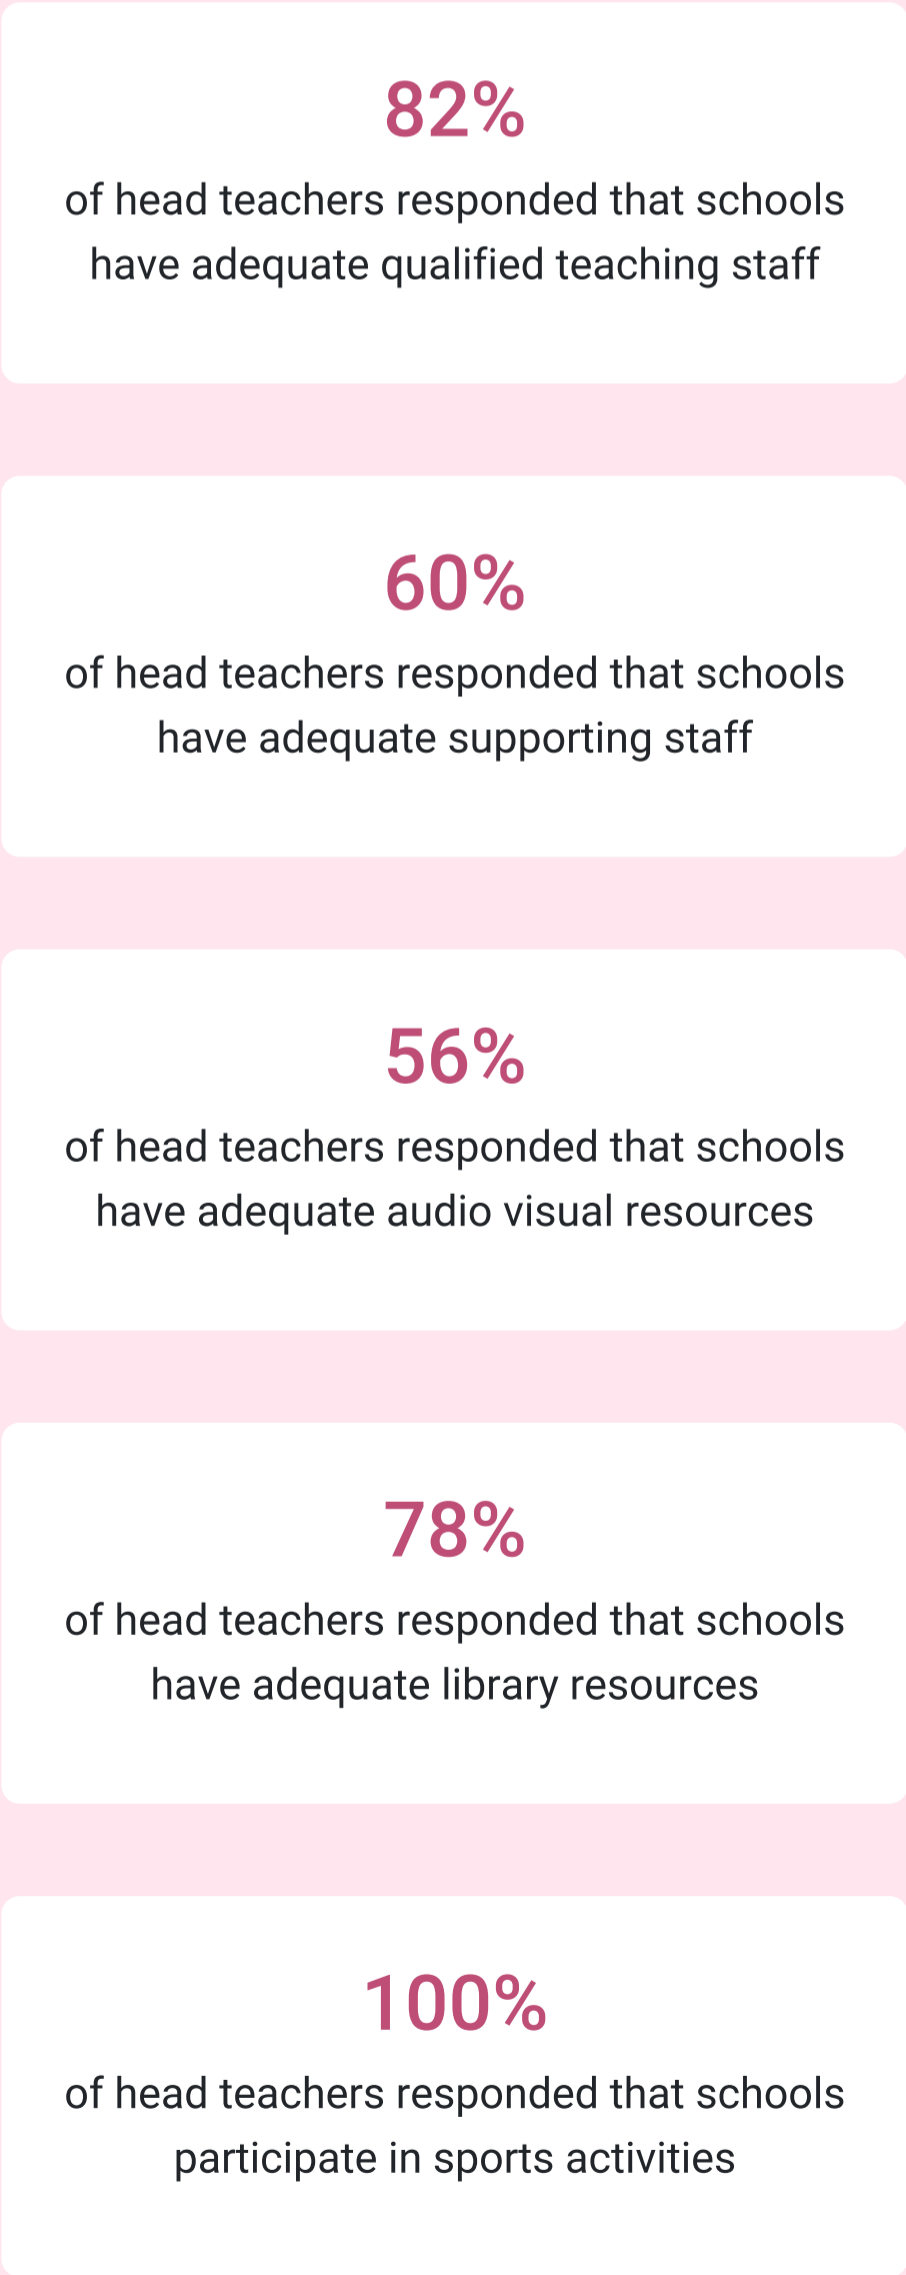 82%
of head teachers responded that schools
have adequate qualified teaching staff
60%
of head teachers responded that schools
have adequate supporting staff
56%
of head teachers responded that schools
have adequate audio visual resources
78%
of head teachers responded that schools
have adequate library resources
100%
of head teachers responded that schools
participate in sports activities